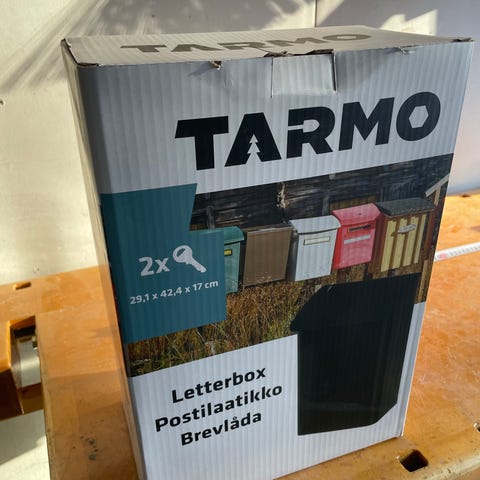 TARMO
TARMO
2x
29,1 x 42,4 x 17 cm
Letterbox
Postilaatikko
Brevlåda